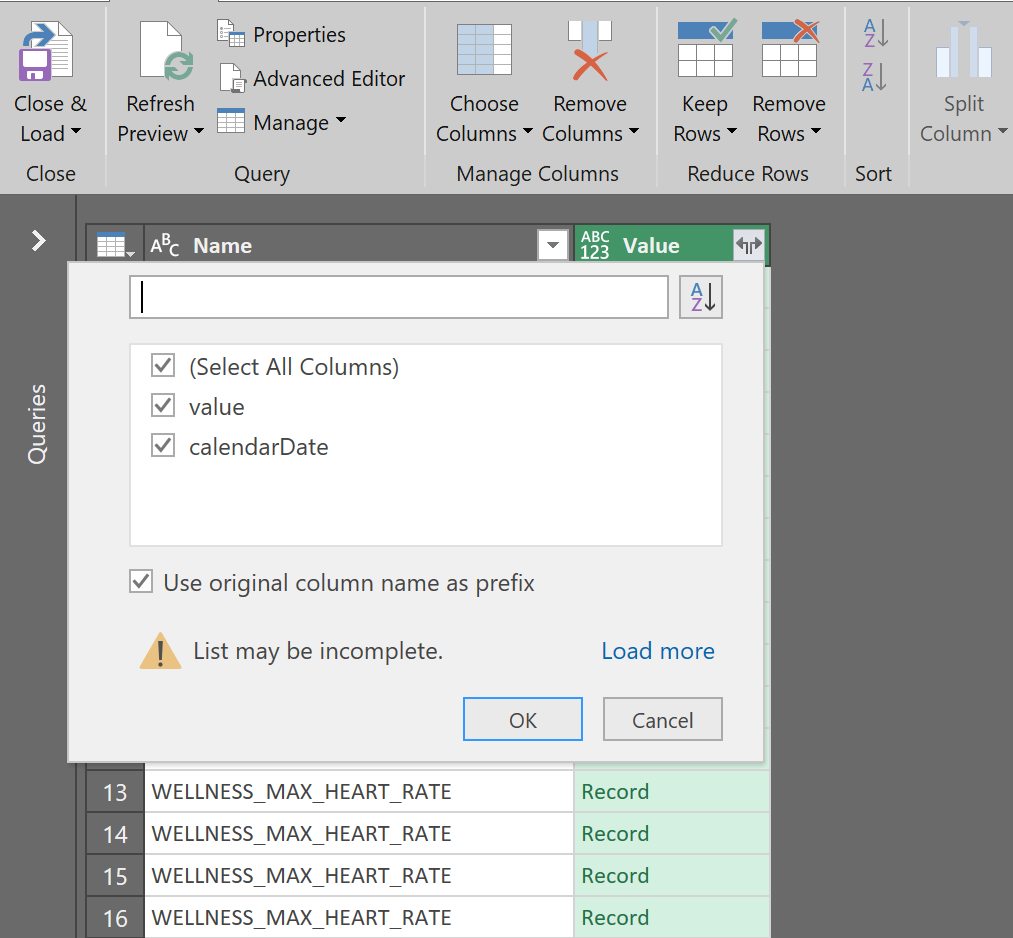 Close &
Load
Close
Refresh
Preview
Properties
Advanced Editor
Manage
Query
Choose
Columns
Remove
Columns
Manage Columns
Keep
Rows
Remove
Rows
Reduce Rows
A
Z
Z
A
Sort
Split
Column
Queries
ABC Name
ABC
123 Value
A
Z
(Select All Columns)
value
calendarDate
Use original column name as prefix
List may be incomplete. Load more
OK Cancel
13 WELLNESS_MAX_HEART_RATE Record
14 WELLNESS_MAX_HEART_RATE Record
15 WELLNESS_MAX_HEART_RATE Record
16 WELLNESS_MAX_HEART_RATE Record